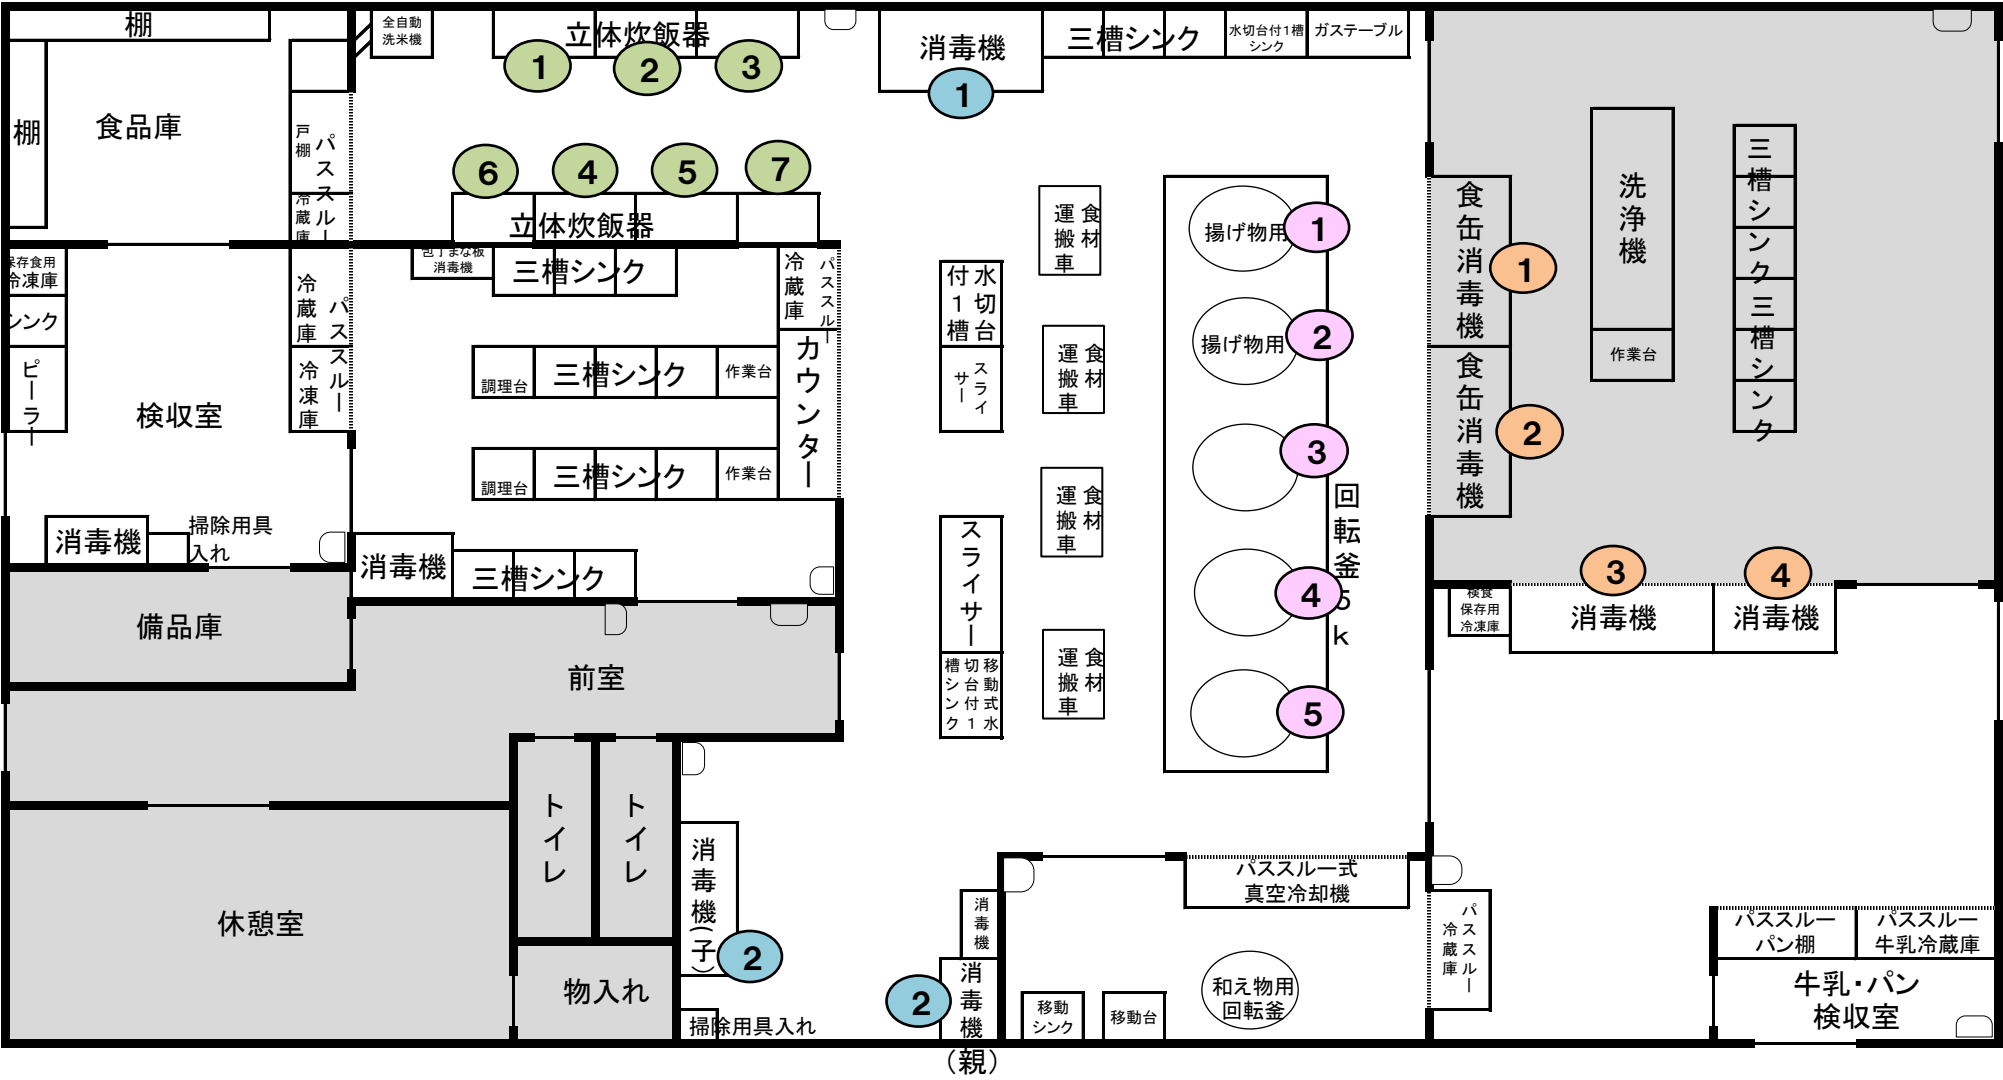 棚
全自動
洗米機
立体炊飯器
1
2
3
消毒機
1
三槽シンク
水切台付1槽
シンク
ガステーブル
棚
食品庫
戸棚
パススルー
冷蔵庫
6
4
5
7
立体炊飯器
食材運搬車
揚げ物用
1
食缶消毒機
1
洗浄機
作業台
三槽シンク
三槽シンク
保存食用
冷凍庫
シンク
ピーラー
検収室
冷蔵庫
パススルー
冷凍庫
包丁まな板
消毒機
三槽シンク
冷蔵庫
パススルー
カウンター
調理台
三槽シンク
作業台
調理台
三槽シンク
作業台
水切台付1槽
スライサー
食材運搬車
揚げ物用
2
食缶消毒機
2
3
食材運搬車
回転釜5k
4
5
消毒機
掃除用具
入れ
消毒機
三槽シンク
スライサー
移動式水切台付1槽シンク
食材運搬車
備品庫
前室
検食
保存用
冷凍庫
3
消毒機
4
消毒機
トイレ
トイレ
消毒機(子)
2
休憩室
物入れ
掃除用具入れ
消毒機
2
消毒機
(親)
パススルー式
真空冷却機
移動
シンク
移動台
和え物用
回転釜
パススルー
冷蔵庫
パススルー
パン棚
パススルー
牛乳冷蔵庫
牛乳・パン
検収室